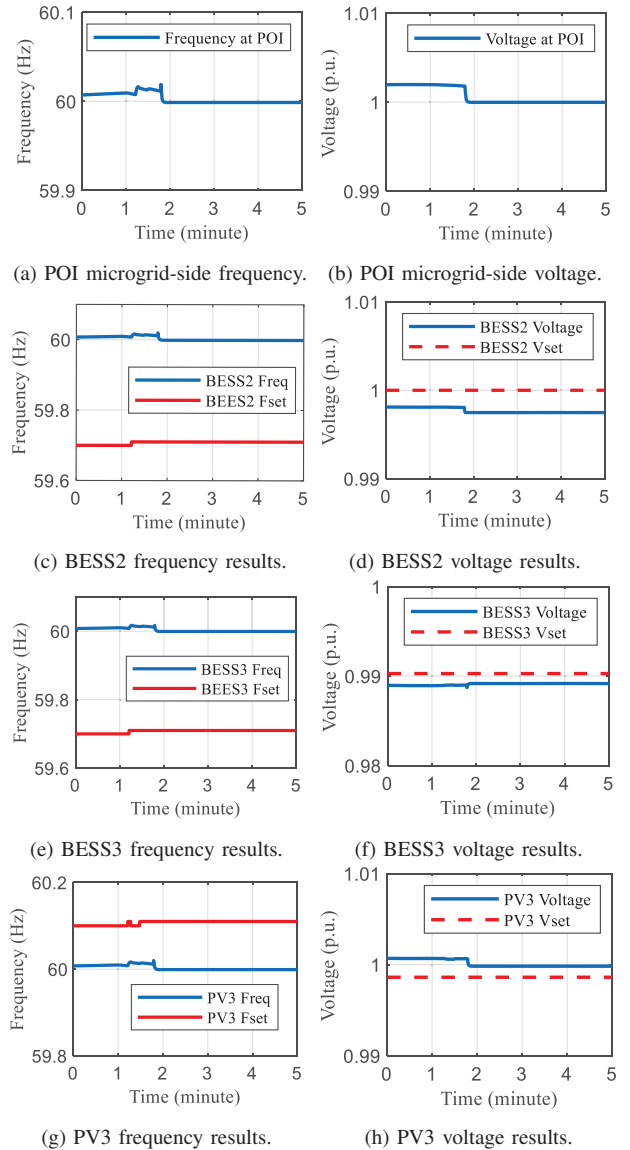 60.1
60
59.9
Frequency (Hz)
Frequency at POI
0 1 2 3 4 5
Time (minute)
(a) POI microgrid-side frequency.
1.01
1
0.99
Voltage (p.u.)
Voltage at POI
0 1 2 3 4 5
Time (minute)
(b) POI microgrid-side voltage.
60
59.8
59.6
Frequency (Hz)
BESS2 Freq
BEES2 Fset
0 1 2 3 4 5
Time (minute)
(c) BESS2 frequency results.
1.01
1
0.99
Voltage (p.u.)
BESS2 Voltage
BESS2 Vset
0 1 2 3 4 5
Time (minute)
(d) BESS2 voltage results.
60
59.8
59.6
Frequency (Hz)
BESS3 Freq
BEES3 Fset
0 1 2 3 4 5
Time (minute)
(e) BESS3 frequency results.
1
0.99
0.98
Voltage (p.u.)
BESS3 Voltage
BESS3 Vset
0 1 2 3 4 5
Time (minute)
(f) BESS3 voltage results.
60.2
60
59.8
Frequency (Hz)
PV3 Freq
PV3 Fset
0 1 2 3 4 5
Time (minute)
(g) PV3 frequency results.
1.01
1
0.99
Voltage (p.u.)
PV3 Voltage
PV3 Vset
0 1 2 3 4 5
Time (minute)
(h) PV3 voltage results.